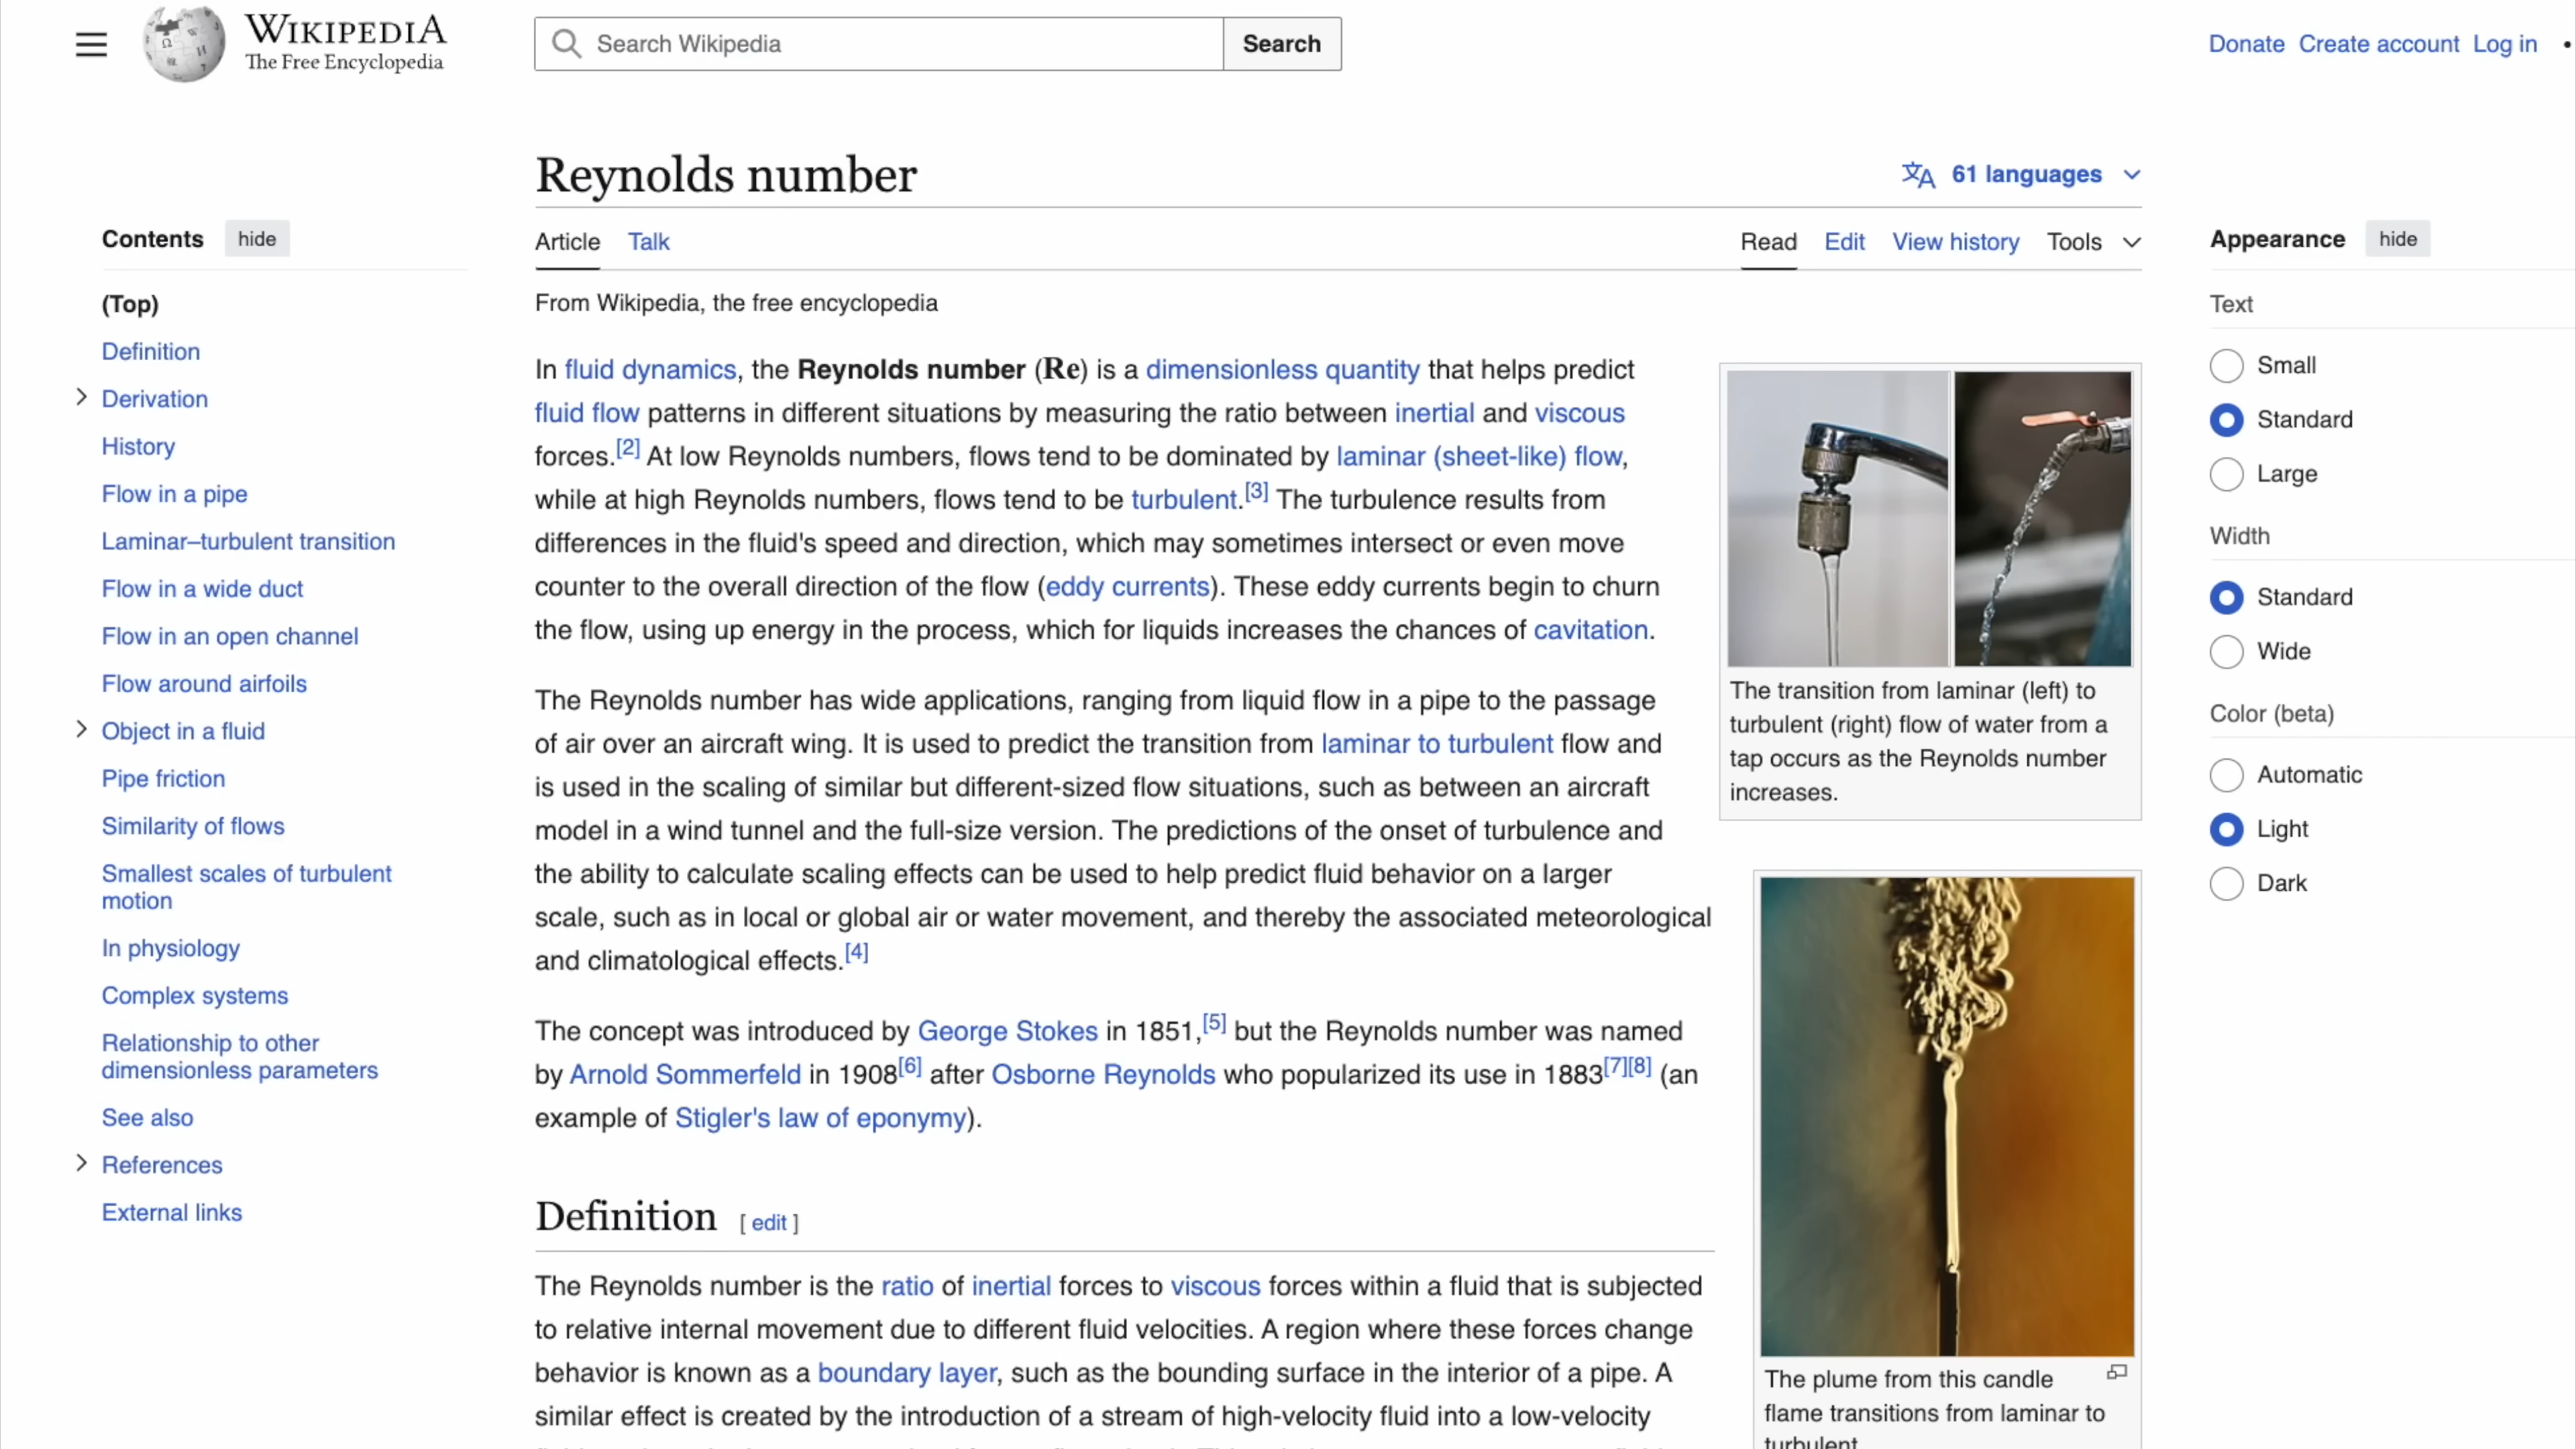 WIKIPEDIA
The Free Encyclopedia
Search Wikipedia
Search
Donate Create account Log in
Reynolds number
61 languages
Contents hide
(Top)
Definition
Derivation
History
Flow in a pipe
Laminar–turbulent transition
Flow in a wide duct
Flow in an open channel
Flow around airfoils
Object in a fluid
Pipe friction
Similarity of flows
Smallest scales of turbulent
motion
In physiology
Complex systems
Relationship to other
dimensionless parameters
See also
References
External links
Article Talk
Read Edit View history Tools
From Wikipedia, the free encyclopedia
In fluid dynamics, the Reynolds number (Re) is a dimensionless quantity that helps predict
fluid flow patterns in different situations by measuring the ratio between inertial and viscous
forces.[2] At low Reynolds numbers, flows tend to be dominated by laminar (sheet-like) flow,
while at high Reynolds numbers, flows tend to be turbulent.[3] The turbulence results from
differences in the fluid's speed and direction, which may sometimes intersect or even move
counter to the overall direction of the flow (eddy currents). These eddy currents begin to churn
the flow, using up energy in the process, which for liquids increases the chances of cavitation.
The Reynolds number has wide applications, ranging from liquid flow in a pipe to the passage
of air over an aircraft wing. It is used to predict the transition from laminar to turbulent flow and
is used in the scaling of similar but different-sized flow situations, such as between an aircraft
model in a wind tunnel and the full-size version. The predictions of the onset of turbulence and
the ability to calculate scaling effects can be used to help predict fluid behavior on a larger
scale, such as in local or global air or water movement, and thereby the associated meteorological
and climatological effects.[4]
The concept was introduced by George Stokes in 1851,[5] but the Reynolds number was named
by Arnold Sommerfeld in 1908[6] after Osborne Reynolds who popularized its use in 1883[7][8] (an
example of Stigler's law of eponymy).
Definition [ edit ]
The Reynolds number is the ratio of inertial forces to viscous forces within a fluid that is subjected
to relative internal movement due to different fluid velocities. A region where these forces change
behavior is known as a boundary layer, such as the bounding surface in the interior of a pipe. A
similar effect is created by the introduction of a stream of high-velocity fluid into a low-velocity
The transition from laminar (left) to
turbulent (right) flow of water from a
tap occurs as the Reynolds number
increases.
The plume from this candle
flame transitions from laminar to
turbulent
Appearance hide
Text
Small
Standard
Large
Width
Standard
Wide
Color (beta)
Automatic
Light
Dark